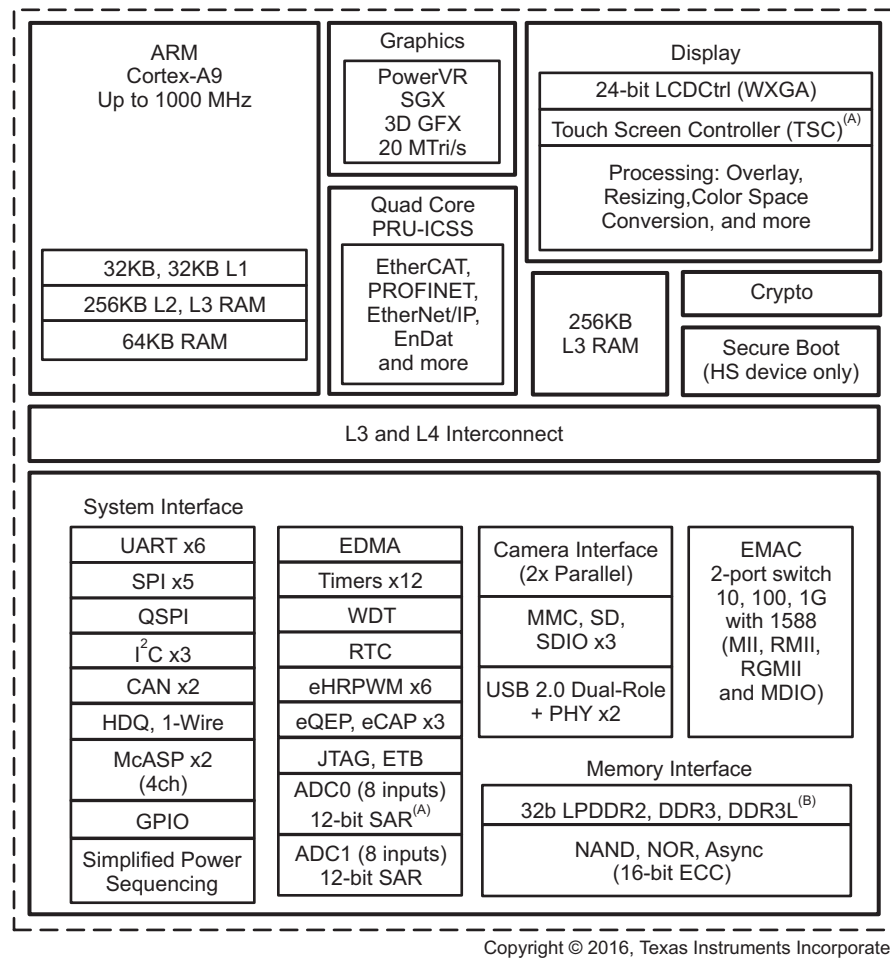 ARM
Cortex-A9
Up to 1000 MHz
32KB, 32KB L1
256KB L2, L3 RAM
64KB RAM
Graphics
PowerVR
SGX
3D GFX
20 MTri/s
Quad Core
PRU-ICSS
EtherCAT,
PROFINET,
EtherNet/IP,
EnDat
and more
Display
24-bit LCDCtrl (WXGA)
Touch Screen Controller (TSC)(A)
Processing: Overlay,
Resizing,Color Space
Conversion, and more
256KB
L3 RAM
Crypto
Secure Boot
(HS device only)
L3 and L4 Interconnect
System Interface
UART x6
SPI x5
QSPI
I2C x3
CAN x2
HDQ, 1-Wire
McASP x2
(4ch)
GPIO
Simplified Power
Sequencing
EDMA
Timers x12
WDT
RTC
eHRPWM x6
eQEP, eCAP x3
JTAG, ETB
ADC0 (8 inputs)
12-bit SAR(A)
ADC1 (8 inputs)
12-bit SAR
Camera Interface
(2x Parallel)
MMC, SD,
SDIO x3
USB 2.0 Dual-Role
+ PHY x2
EMAC
2-port switch
10, 100, 1G
with 1588
(MII, RMII,
RGMII
and MDIO)
Memory Interface
32b LPDDR2, DDR3, DDR3L(B)
NAND, NOR, Async
(16-bit ECC)
Copyright © 2016, Texas Instruments Incorporate